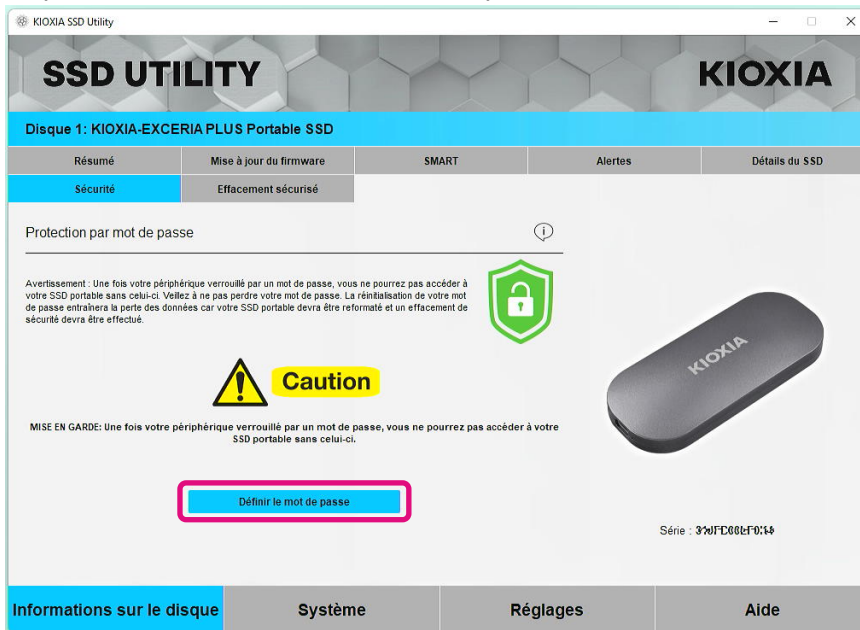 KIOXIA SSD Utility
SSD UTILITY
KIOXIA
Disque 1: KIOXIA-EXCERIA PLUS Portable SSD
Résumé
Mise à jour du firmware
SMART
Alertes
Détails du SSD
Sécurité
Effacement sécurisé
Protection par mot de passe
Avertissement : Une fois votre périphérique verrouillé par un mot de passe, vous ne pourrez pas accéder à
votre SSD portable sans celui-ci. Veillez à ne pas perdre votre mot de passe. La réinitialisation de votre mot
de passe entraînera la perte des données car votre SSD portable devra être reformaté et un effacement de
sécurité devra être effectué.
Caution
MISE EN GARDE: Une fois votre périphérique verrouillé par un mot de passe, vous ne pourrez pas accéder à votre
SSD portable sans celui-ci.
Définir le mot de passe
KIOXIA
Série :
Informations sur le disque
Système
Réglages
Aide